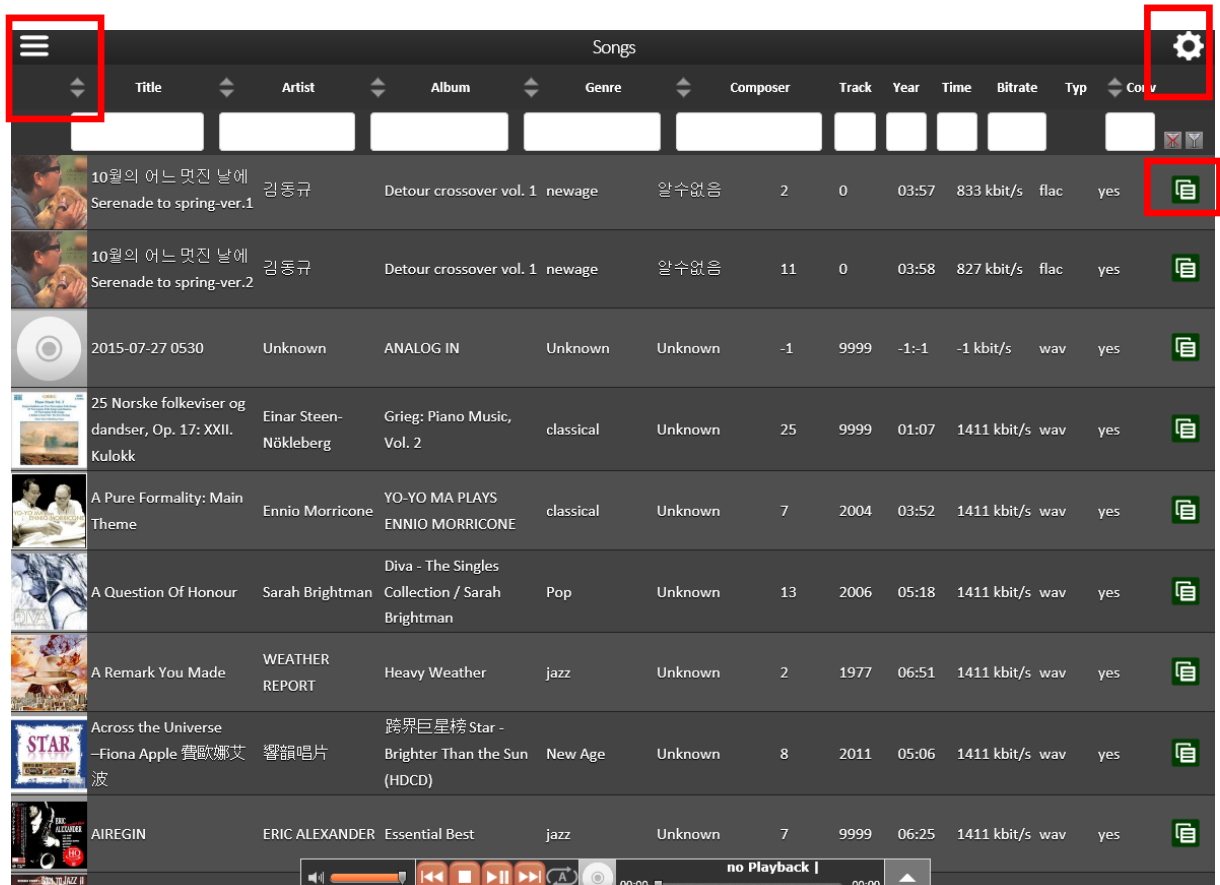 Songs
Title Artist Album Genre Composer Track Year Time Bitrate Typ Conv
10월의 어느 멋진 날에
Serenade to spring-ver.1
김동규
Detour crossover vol. 1
newage
알수없음
2
0
03:57
833 kbit/s
flac
yes
10월의 어느 멋진 날에
Serenade to spring-ver.2
김동규
Detour crossover vol. 1
newage
알수없음
11
0
03:58
827 kbit/s
flac
yes
2015-07-27 0530
Unknown
ANALOG IN
Unknown
Unknown
-1
9999
-1:-1
-1 kbit/s
wav
yes
25 Norske folkeviser og
dandser, Op. 17: XXII.
Kulokk
Einar Steen-
Nökleberg
Grieg: Piano Music,
Vol. 2
classical
Unknown
25
9999
01:07
1411 kbit/s
wav
yes
A Pure Formality: Main
Theme
Ennio Morricone
YO-YO MA PLAYS
ENNIO MORRICONE
classical
Unknown
7
2004
03:52
1411 kbit/s
wav
yes
A Question Of Honour
Sarah Brightman
Diva - The Singles
Collection / Sarah
Brightman
Pop
Unknown
13
2006
05:18
1411 kbit/s
wav
yes
DIVA
A Remark You Made
WEATHER
REPORT
Heavy Weather
jazz
Unknown
2
1977
06:51
1411 kbit/s
wav
yes
STAR
Across the Universe
–Fiona Apple 費歐娜艾
波
響韻唱片
跨界巨星榜 Star -
Brighter Than the Sun
(HDCD)
New Age
Unknown
8
2011
05:06
1411 kbit/s
wav
yes
ERIC
ALEXANDER
AIREGIN
ERIC ALEXANDER
Essential Best
jazz
Unknown
7
9999
06:25
1411 kbit/s
wav
yes
no Playback |
00:00
00:00